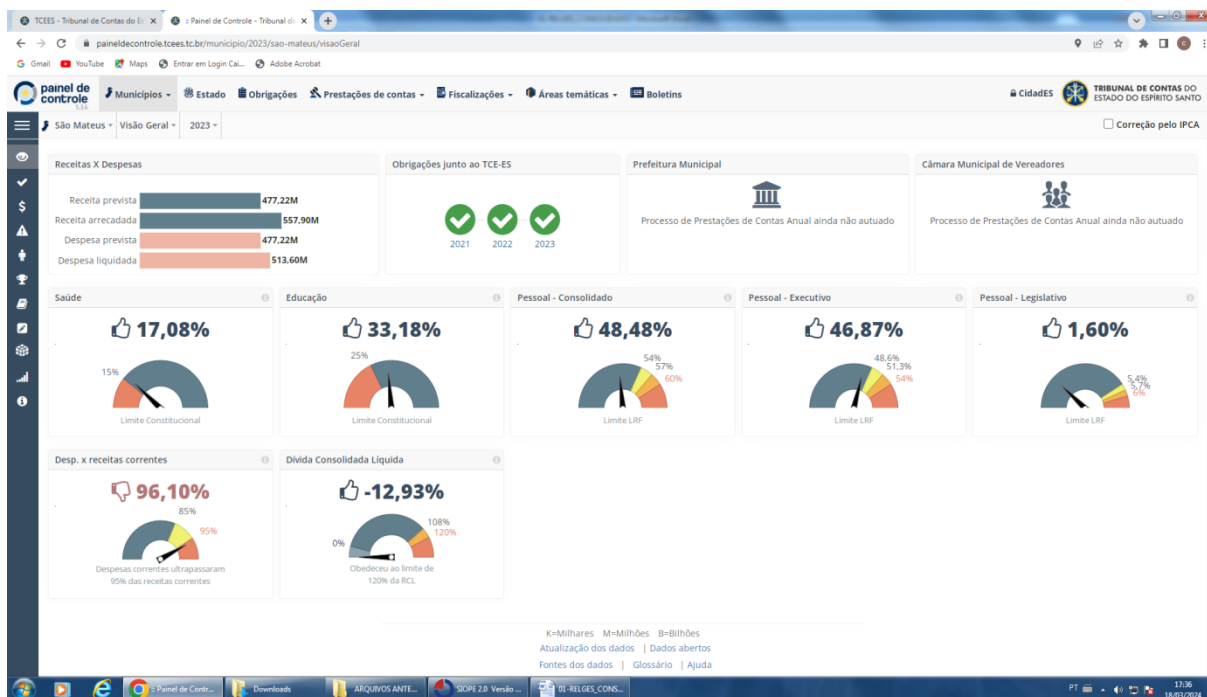 TCEES - Tribunal de Contas do Es
:: Painel de Controle - Tribunal de
paineldecontrole.tcees.tc.br/municipio/2023/sao-mateus/visaoGeral
Gmail YouTube Maps Entrar em Login Cai... Adobe Acrobat
painel de controle
Municípios Estado Obrigações Prestações de contas Fiscalizações Áreas temáticas Boletins
CidadES
TRIBUNAL DE CONTAS DO
ESTADO DO ESPÍRITO SANTO
São Mateus Visão Geral 2023
Correção pelo IPCA
Receitas X Despesas
Receita prevista 477,22M
Receita arrecadada 557,90M
Despesa prevista 477,22M
Despesa liquidada 513,60M
Obrigações junto ao TCE-ES
2021 2022 2023
Prefeitura Municipal
Processo de Prestações de Contas Anual ainda não autuado
Câmara Municipal de Vereadores
Processo de Prestações de Contas Anual ainda não autuado
Saúde
17,08%
15%
Limite Constitucional
Educação
33,18%
25%
Limite Constitucional
Pessoal - Consolidado
48,48%
54%
57%
60%
Limite LRF
Pessoal - Executivo
46,87%
48,6%
51,3%
54%
Limite LRF
Pessoal - Legislativo
1,60%
5,4%
5,7%
6%
Limite LRF
Desp. x receitas correntes
96,10%
85%
95%
Despesas correntes ultrapassaram
95% das receitas correntes
Dívida Consolidada Líquida
-12,93%
0%
108%
120%
Obedeceu ao limite de
120% da RCL
K=Milhares M=Milhões B=Bilhões
Atualização dos dados | Dados abertos
Fontes dos dados | Glossário | Ajuda
:: Painel de Contr...
Downloads
ARQUIVOS ANTE...
SIOPE 2.0 Versão ...
01-RELGES_CONS...
PT
17:36
18/03/2024